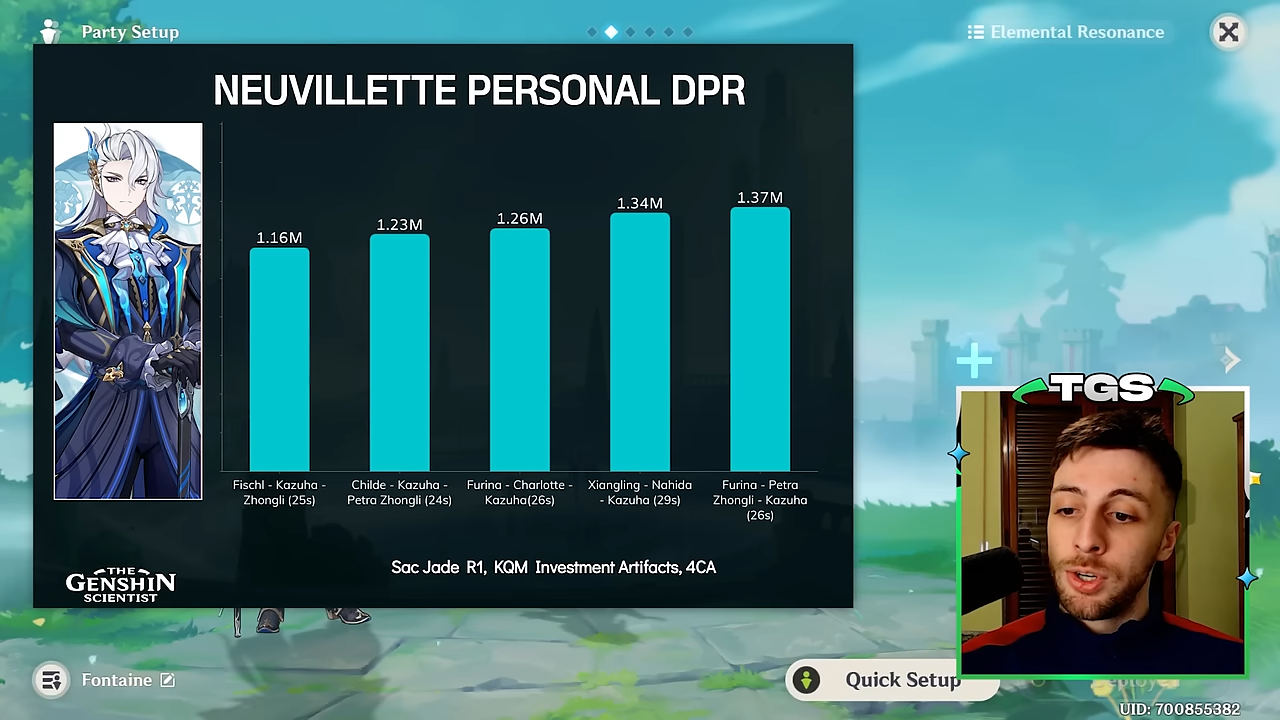 Party Setup
Elemental Resonance
NEUVILLETTE PERSONAL DPR
1.16M
1.23M
1.26M
1.34M
1.37M
Fischl - Kazuha -
Zhongli (25s)
Childe - Kazuha -
Petra Zhongli (24s)
Furina - Charlotte -
Kazuha(26s)
Xiangling - Nahida
- Kazuha (29s)
Furina - Petra
Zhongli - Kazuha
(26s)
Sac Jade R1, KQM Investment Artifacts, 4CA
THE
GENSHIN
SCIENTIST
TGS
Fontaine
Quick Setup
UID: 700855382